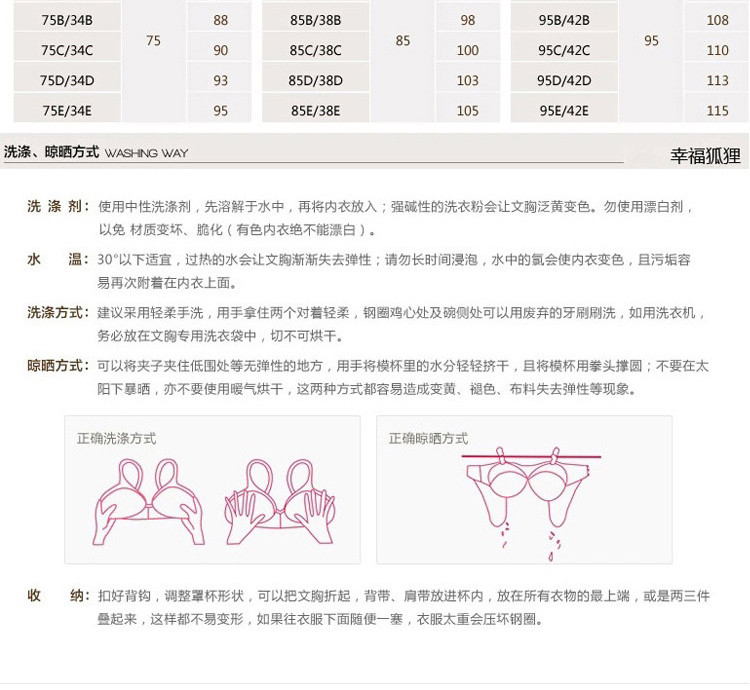 75B/34B 88 85B/38B 98 95B/42B 108
75 85 95
75C/34C 90 85C/38C 100 95C/42C 110
75D/34D 93 85D/38D 103 95D/42D 113
75E/34E 95 85E/38E 105 95E/42E 115
洗涤、晾晒方式 WASHING WAY 幸福狐狸
洗 涤 剂：使用中性洗涤剂，先溶解于水中，再将内衣放入；强碱性的洗衣粉会让文胸泛黄变色。勿使用漂白剂，
以免 材质变坏、脆化（有色内衣绝不能漂白）。
水 温：30°以下适宜，过热的水会让文胸渐渐失去弹性；请勿长时间浸泡，水中的氯会使内衣变色，且污垢容
易再次附着在内衣上面。
洗涤方式：建议采用轻柔手洗，用手拿住两个对着轻柔，钢圈鸡心处及碗侧处可以用废弃的牙刷刷洗，如用洗衣机，
务必放在文胸专用洗衣袋中，切不可烘干。
晾晒方式：可以将夹子夹住低围处等无弹性的地方，用手将模杯里的水分轻轻挤干，且将模杯用拳头撑圆；不要在太
阳下暴晒，亦不要使用暖气烘干，这两种方式都容易造成变黄、褪色、布料失去弹性等现象。
正确洗涤方式 正确晾晒方式
收 纳：扣好背钩，调整罩杯形状，可以把文胸折起，背带、肩带放进杯内，放在所有衣物的最上端，或是两三件
叠起来，这样都不易变形，如果往衣服下面随便一塞，衣服太重会压坏钢圈。